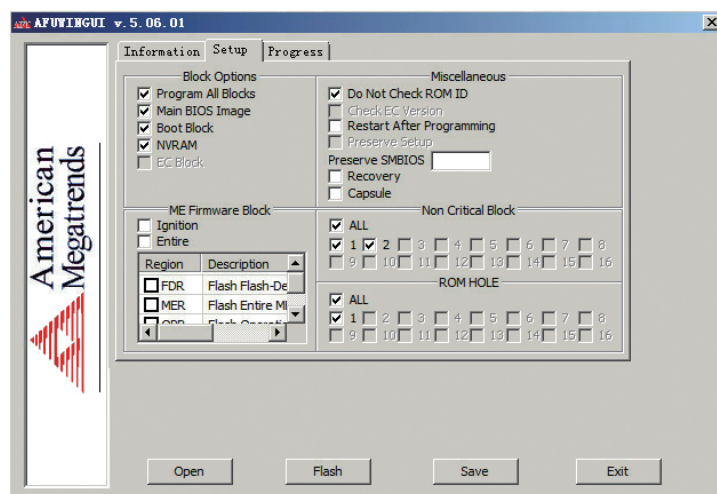 AFUWINGUI v.5.06.01
Information Setup Progress
Block Options
Program All Blocks
Main BIOS Image
Boot Block
NVRAM
EC Block
Miscellaneous
Do Not Check ROM ID
Check EC Version
Restart After Programming
Preserve Setup
Preserve SMBIOS
Recovery
Capsule
ME Firmware Block
Ignition
Entire
Region Description
FDR Flash Flash-De
MER Flash Entire M
Non Critical Block
ALL
1 2 3 4 5 6 7 8
9 10 11 12 13 14 15 16
ROM HOLE
ALL
1 2 3 4 5 6 7 8
9 10 11 12 13 14 15 16
American
Megatrends
Open Flash Save Exit